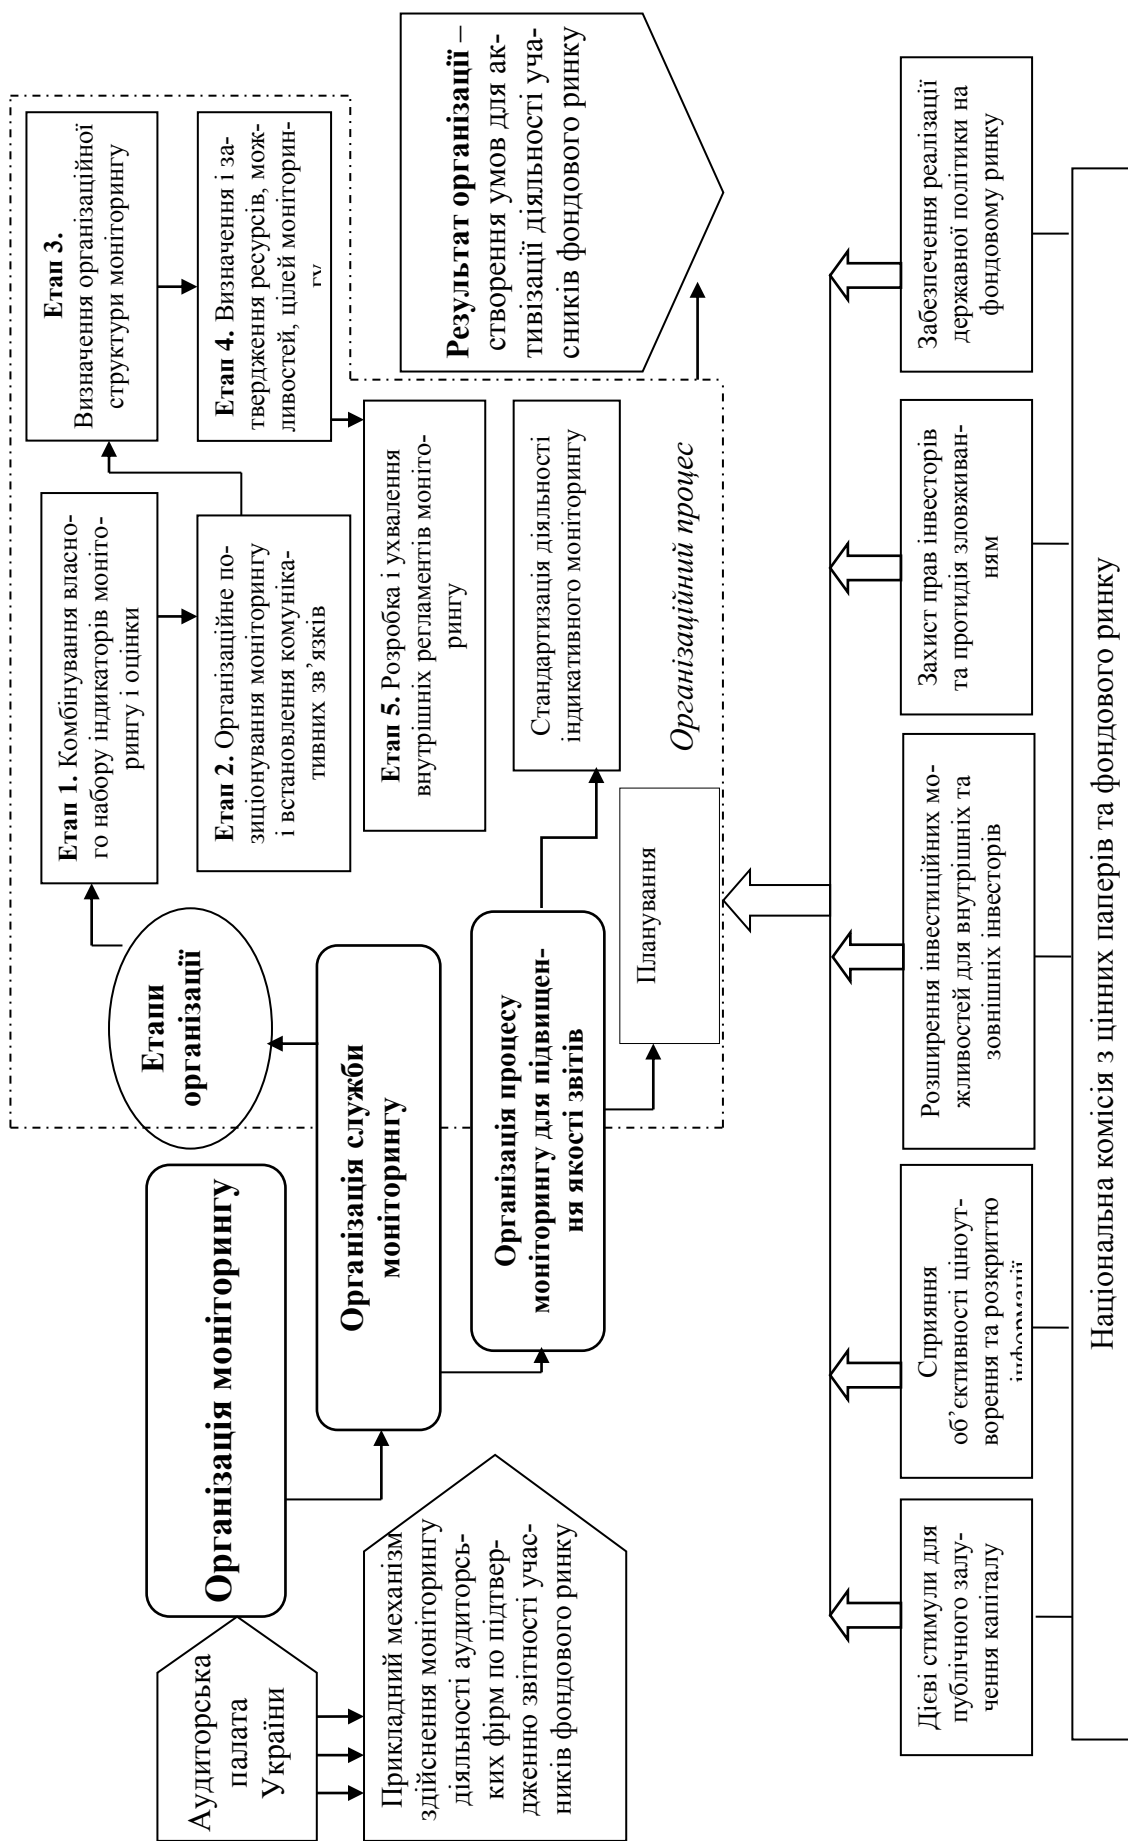 Аудиторська
палата
України
Прикладний механізм
здійснення моніторингу
діяльності аудиторсь-
ких фірм по підтвер-
дженню звітності учас-
ників фондового ринку
Організація моніторингу
Організація служби
моніторингу
Організація процесу
моніторингу для підвищен-
ня якості звітів
Етапи
організації
Етап 1. Комбінування власно-
го набору індикаторів моніто-
рингу і оцінки
Етап 2. Організаційне по-
зиціонування моніторингу
і встановлення комуніка-
тивних зв’язків
Етап 3.
Визначення організаційної
структури моніторингу
Етап 4. Визначення і за-
твердження ресурсів, мож-
ливостей, цілей моніторин-
гу
Етап 5. Розробка і ухвалення
внутрішніх регламентів моніто-
рингу
Стандартизація діяльності
індикативного моніторингу
Планування
Організаційний процес
Результат організації –
створення умов для ак-
тивізації діяльності уча-
сників фондового ринку
Дієві стимули для
публічного залу-
чення капіталу
Сприяння
об’єктивності ціноут-
ворення та розкриттю
інформації
Розширення інвестиційних мо-
жливостей для внутрішніх та
зовнішніх інвесторів
Захист прав інвесторів
та протидія зловживан-
ням
Забезпечення реалізації
державної політики на
фондовому ринку
Національна комісія з цінних паперів та фондового ринку